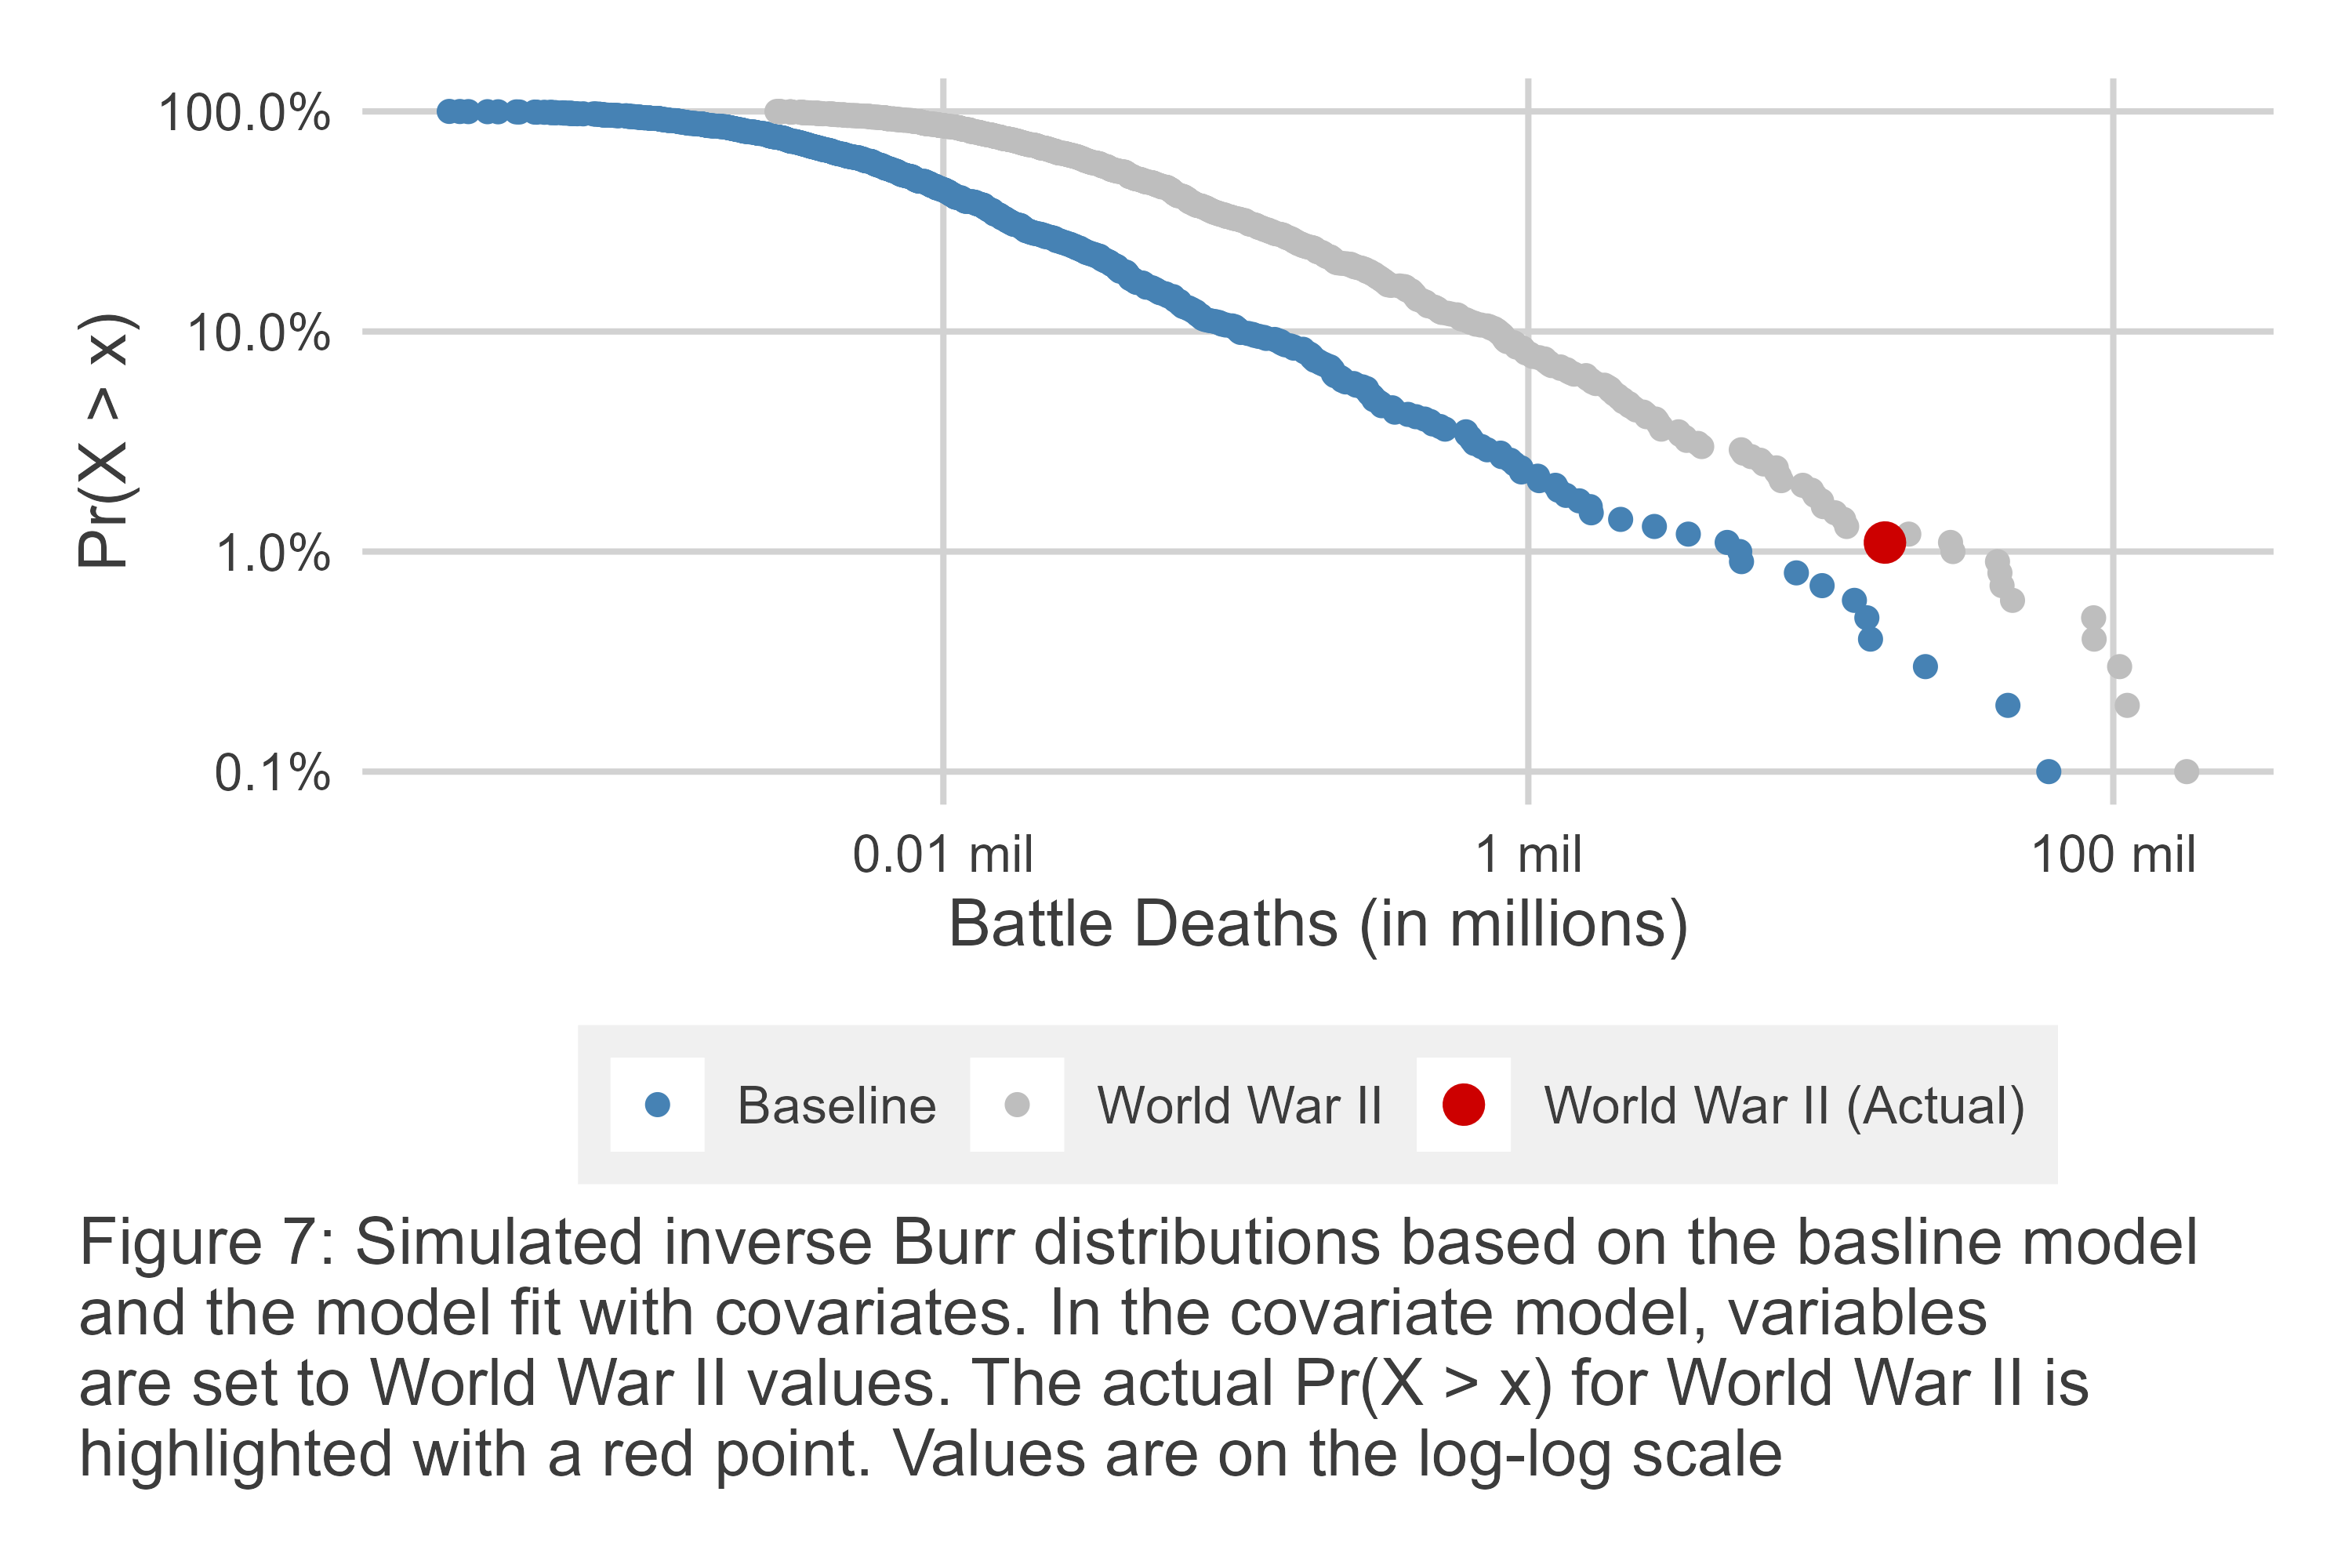 100.0%
10.0%
1.0%
0.1%
Pr(X > x)
0.01 mil
1 mil
100 mil
Battle Deaths (in millions)
Baseline
World War II
World War II (Actual)
Figure 7: Simulated inverse Burr distributions based on the basline model
and the model fit with covariates. In the covariate model, variables
are set to World War II values. The actual Pr(X > x) for World War II is
highlighted with a red point. Values are on the log-log scale